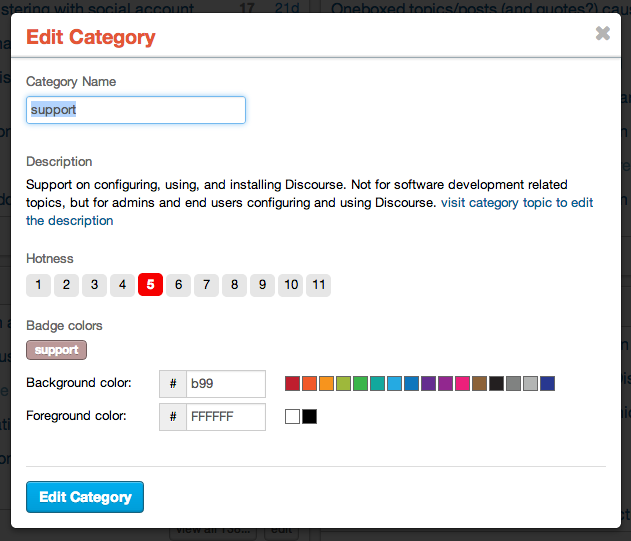 stering with social account 17 21d
Oneboxed topics/posts (and quotes?) caus
Edit Category
Category Name
support
Description
Support on configuring, using, and installing Discourse. Not for software development related
topics, but for admins and end users configuring and using Discourse. visit category topic to edit
the description
Hotness
1 2 3 4 5 6 7 8 9 10 11
Badge colors
support
Background color: # b99
Foreground color: # FFFFFF
Edit Category
edit